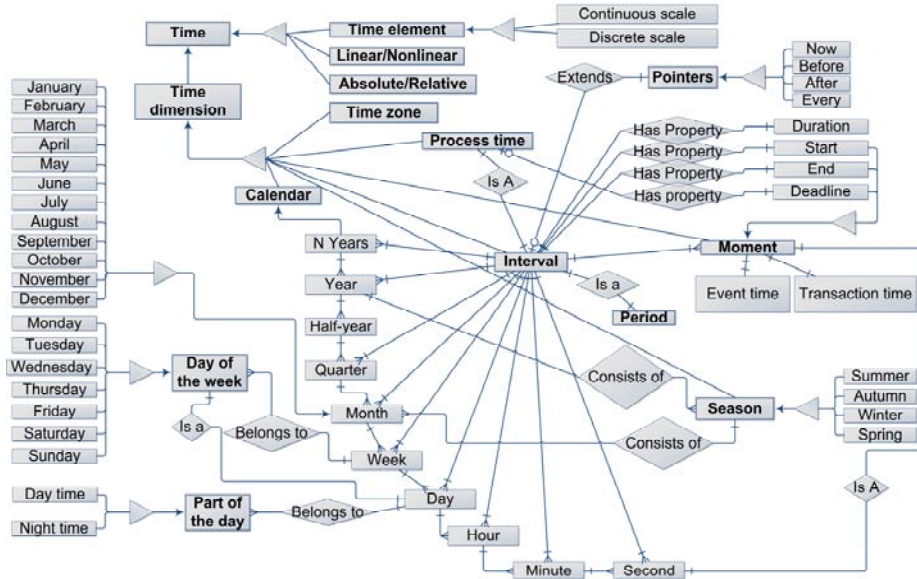 Time
Time element
Continuous scale
Discrete scale
Linear/Nonlinear
Absolute/Relative
Time
dimension
Time zone
Extends
Pointers
Now
Before
After
Every
January
February
March
April
May
June
July
August
September
October
November
December
Process time
Is A
Has Property
Duration
Has Property
Start
Has Property
End
Has property
Deadline
Calendar
N Years
Year
Half-year
Quarter
Month
Week
Day
Hour
Minute
Second
Interval
Is a
Period
Moment
Event time
Transaction time
Monday
Tuesday
Wednesday
Thursday
Friday
Saturday
Sunday
Day of
the week
Is a
Belongs to
Consists of
Season
Consists of
Summer
Autumn
Winter
Spring
Is A
Day time
Night time
Part of
the day
Belongs to